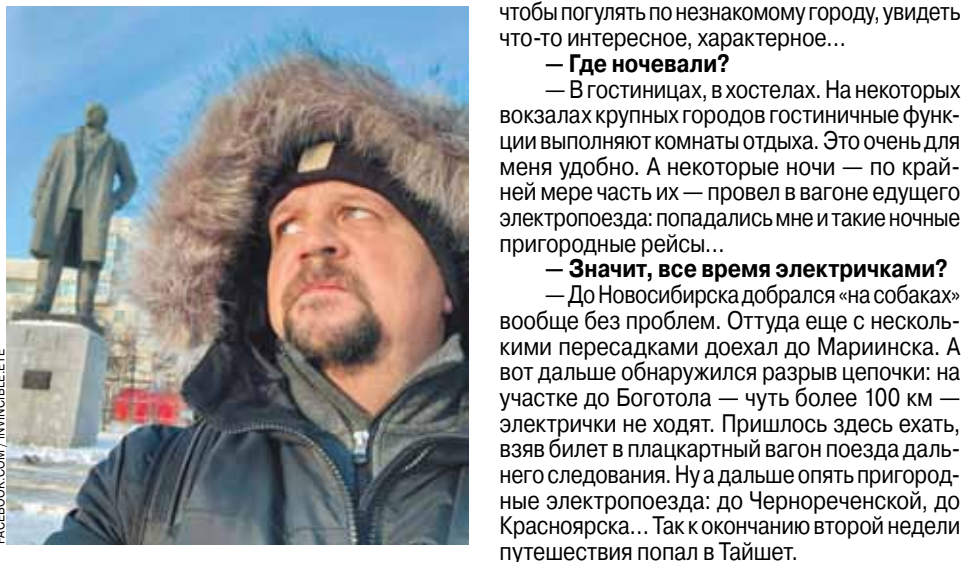 FACEBOOK.COM / INVINCIBLE.EYE
чтобы погулять по незнакомому городу, увидеть
что-то интересное, характерное…
— Где ночевали?
— В гостиницах, в хостелах. На некоторых
вокзалах крупных городов гостиничные функ-
ции выполняют комнаты отдыха. Это очень для
меня удобно. А некоторые ночи — по край-
ней мере часть их — провел в вагоне едущего
электропоезда: попадались мне и такие ночные
пригородные рейсы…
— Значит, все время электричками?
— До Новосибирска добрался «на собаках»
вообще без проблем. Оттуда еще с несколь-
кими пересадками доехал до Мариинска. А
вот дальше обнаружился разрыв цепочки: на
участке до Боготола — чуть более 100 км —
электрички не ходят. Пришлось здесь ехать,
взяв билет в плацкартный вагон поезда даль-
него следования. Ну а дальше опять пригород-
ные электропоезда: до Чернореченской, до
Красноярска… Так к окончанию второй недели
путешествия попал в Тайшет.